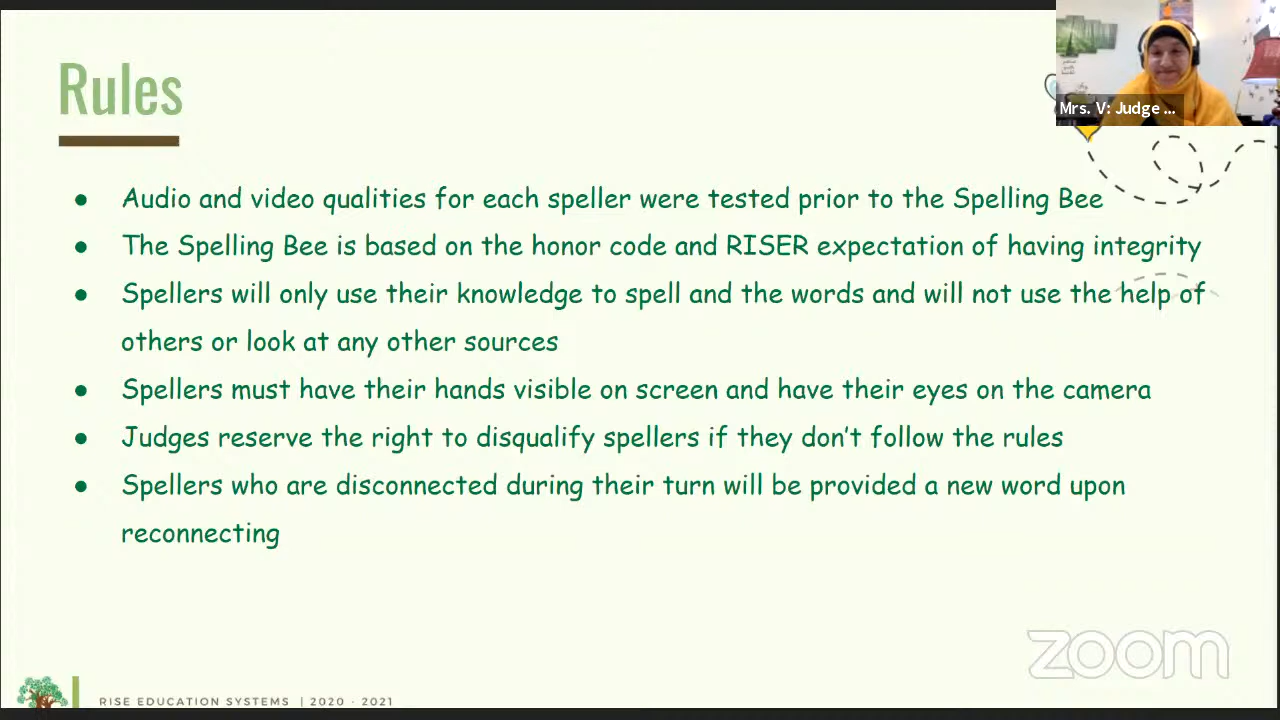 Rules
Mrs. V: Judge ...
● Audio and video qualities for each speller were tested prior to the Spelling Bee
● The Spelling Bee is based on the honor code and RISER expectation of having integrity
● Spellers will only use their knowledge to spell and the words and will not use the help of
others or look at any other sources
● Spellers must have their hands visible on screen and have their eyes on the camera
● Judges reserve the right to disqualify spellers if they don't follow the rules
● Spellers who are disconnected during their turn will be provided a new word upon
reconnecting
zoom
RISE EDUCATION SYSTEMS | 2020 · 2021